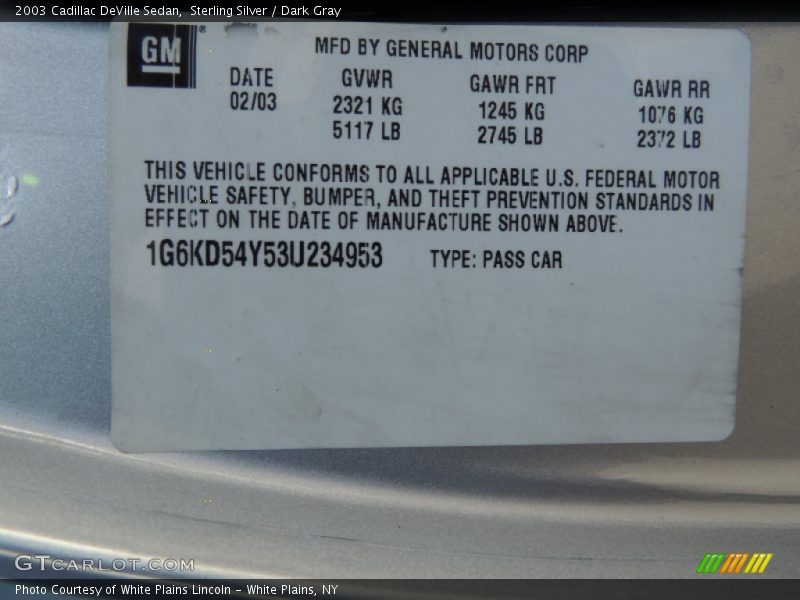 2003 Cadillac DeVille Sedan, Sterling Silver / Dark Gray
GM
MFD BY GENERAL MOTORS CORP
DATE GVWR GAWR FRT GAWR RR
02/03 2321 KG 1245 KG 1076 KG
5117 LB 2745 LB 2372 LB
THIS VEHICLE CONFORMS TO ALL APPLICABLE U.S. FEDERAL MOTOR
VEHICLE SAFETY, BUMPER, AND THEFT PREVENTION STANDARDS IN
EFFECT ON THE DATE OF MANUFACTURE SHOWN ABOVE.
1G6KD54Y53U234953 TYPE: PASS CAR
GTCARLOT.COM
Photo Courtesy of White Plains Lincoln - White Plains, NY